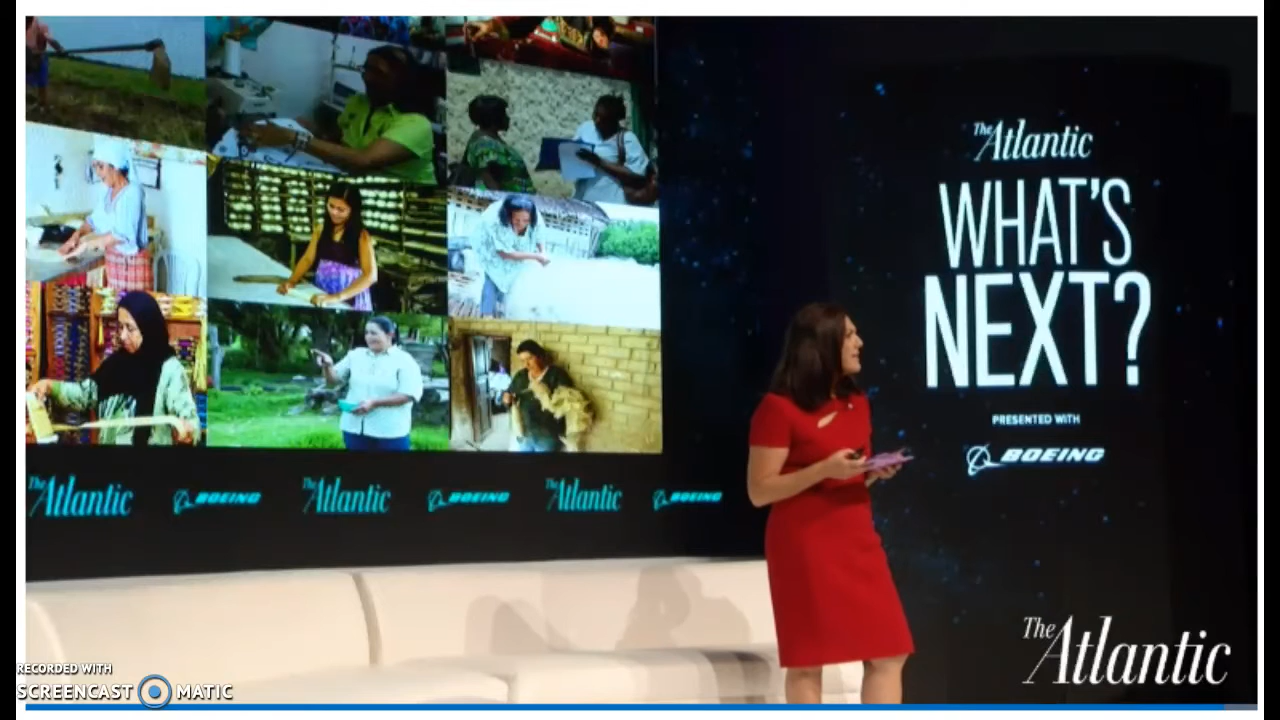 The Atlantic
WHAT'S
NEXT?
PRESENTED WITH
BOEING
The Atlantic BOEING The Atlantic BOEING The Atlantic BOEING
The Atlantic
RECORDED WITH
SCREENCAST MATIC